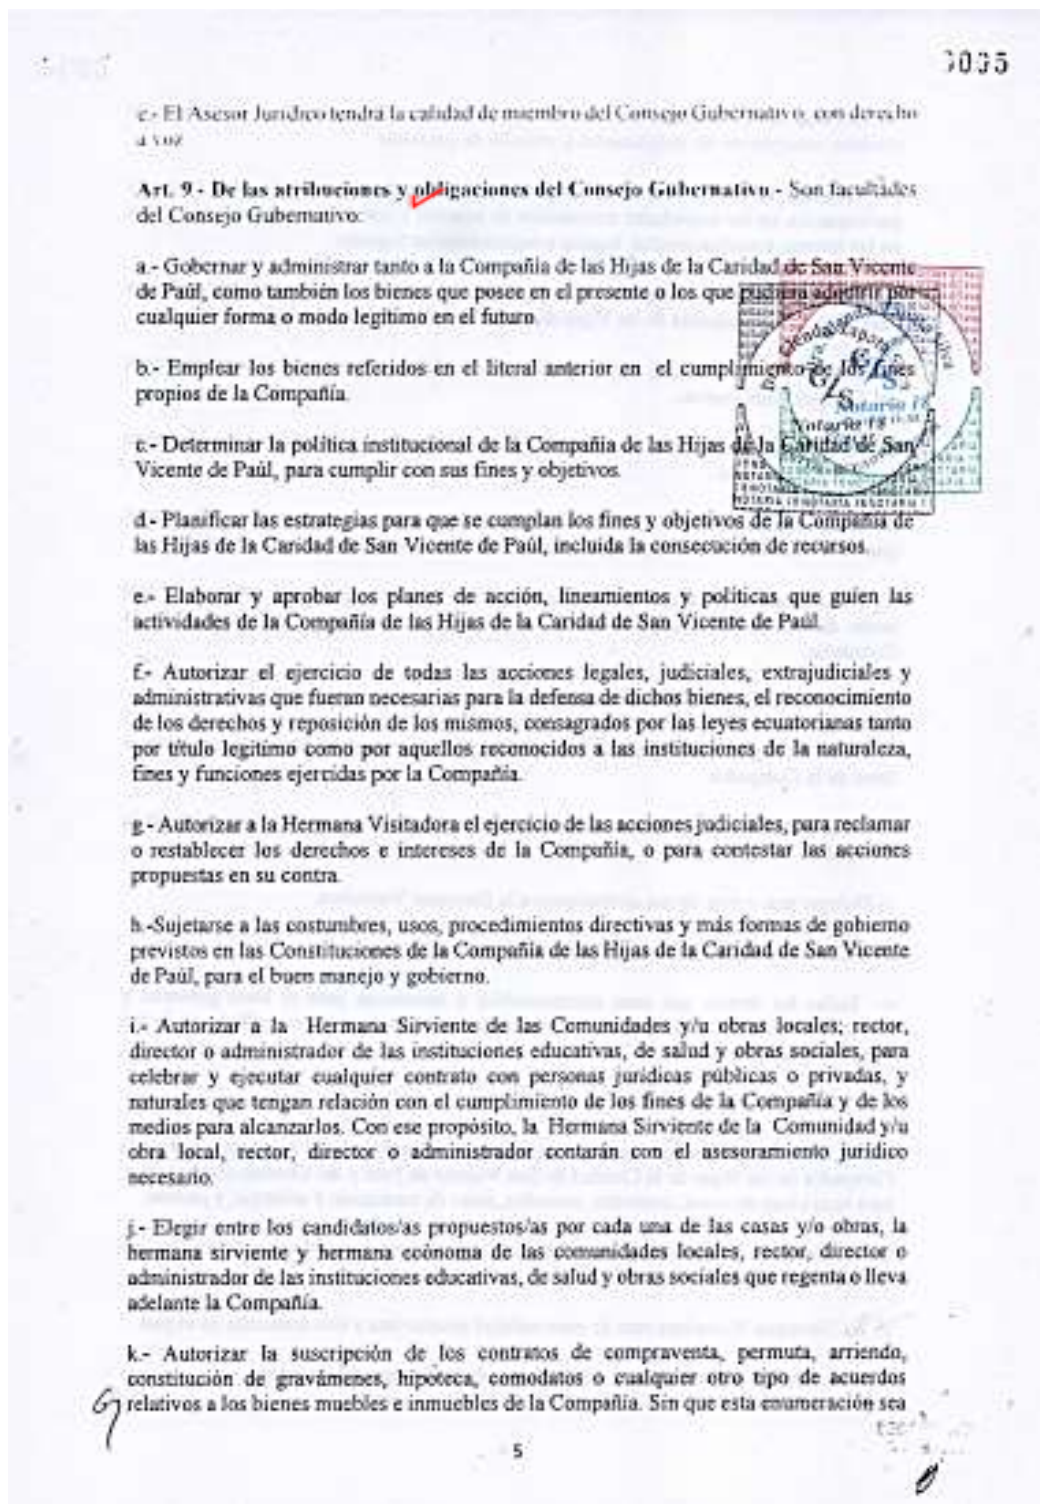 0035
c.- El Asesor Jurídico tendrá la calidad de miembro del Consejo Gubernativo, con derecho
a voz
Art. 9.- De las atribuciones y obligaciones del Consejo Gubernativo.- Son facultades
del Consejo Gubernativo:
a.- Gobernar y administrar tanto a la Compañía de las Hijas de la Caridad de San Vicente
de Paúl, como también los bienes que posee en el presente o los que pudiera adquirir por
cualquier forma o modo legítimo en el futuro.
b.- Emplear los bienes referidos en el literal anterior en el cumplimiento de los fines
propios de la Compañía.
c.- Determinar la política institucional de la Compañía de las Hijas de la Caridad de San
Vicente de Paúl, para cumplir con sus fines y objetivos.
Notaria 18
Notaria 18
d.- Planificar las estrategias para que se cumplan los fines y objetivos de la Compañía de
las Hijas de la Caridad de San Vicente de Paúl, incluida la consecución de recursos.
e.- Elaborar y aprobar los planes de acción, lineamientos y políticas que guíen las
actividades de la Compañía de las Hijas de la Caridad de San Vicente de Paúl.
f.- Autorizar el ejercicio de todas las acciones legales, judiciales, extrajudiciales y
administrativas que fueran necesarias para la defensa de dichos bienes, el reconocimiento
de los derechos y reposición de los mismos, consagrados por las leyes ecuatorianas tanto
por título legítimo como por aquellos reconocidos a las instituciones de la naturaleza,
fines y funciones ejercidas por la Compañía.
g.- Autorizar a la Hermana Visitadora el ejercicio de las acciones judiciales, para reclamar
o restablecer los derechos e intereses de la Compañía, o para contestar las acciones
propuestas en su contra.
h.-Sujetarse a las costumbres, usos, procedimientos directivas y más formas de gobierno
previstos en las Constituciones de la Compañía de las Hijas de la Caridad de San Vicente
de Paúl, para el buen manejo y gobierno.
i.- Autorizar a la Hermana Sirviente de las Comunidades y/u obras locales; rector,
director o administrador de las instituciones educativas, de salud y obras sociales, para
celebrar y ejecutar cualquier contrato con personas jurídicas públicas o privadas, y
naturales que tengan relación con el cumplimiento de los fines de la Compañía y de los
medios para alcanzarlos. Con ese propósito, la Hermana Sirviente de la Comunidad y/u
obra local, rector, director o administrador contarán con el asesoramiento jurídico
necesario.
j.- Elegir entre los candidatos/as propuestos/as por cada una de las casas y/o obras, la
hermana sirviente y hermana ecónoma de las comunidades locales, rector, director o
administrador de las instituciones educativas, de salud y obras sociales que regenta o lleva
adelante la Compañía.
k.- Autorizar la suscripción de los contratos de compraventa, permuta, arriendo,
constitución de gravámenes, hipoteca, comodatos o cualquier otro tipo de acuerdos
relativos a los bienes muebles e inmuebles de la Compañía. Sin que esta enumeración sea
5